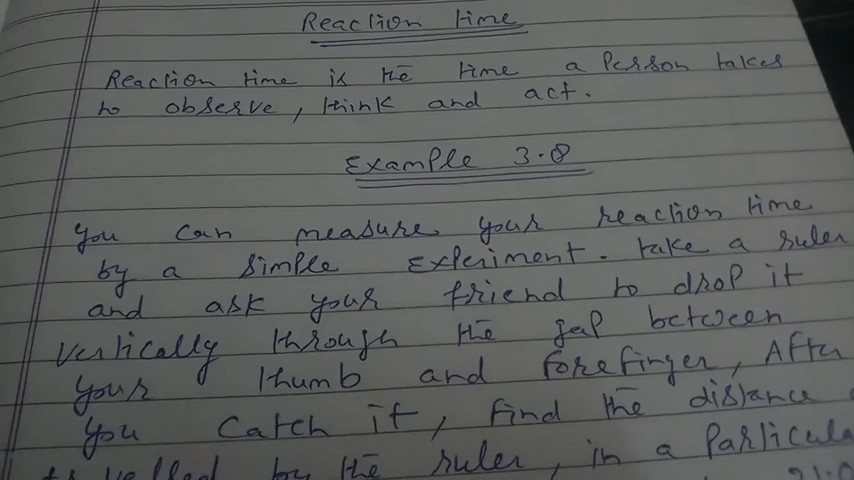 Reaction time
Reaction time is the time a Person takes
to observe, think and act.
Example 3.8
You can measure your reaction time
by a simple experiment. take a ruler
and ask your friend to drop it
vertically through the gap between
your thumb and forefinger, After
you catch it, find the distance
by the ruler, in a Particula
21.0